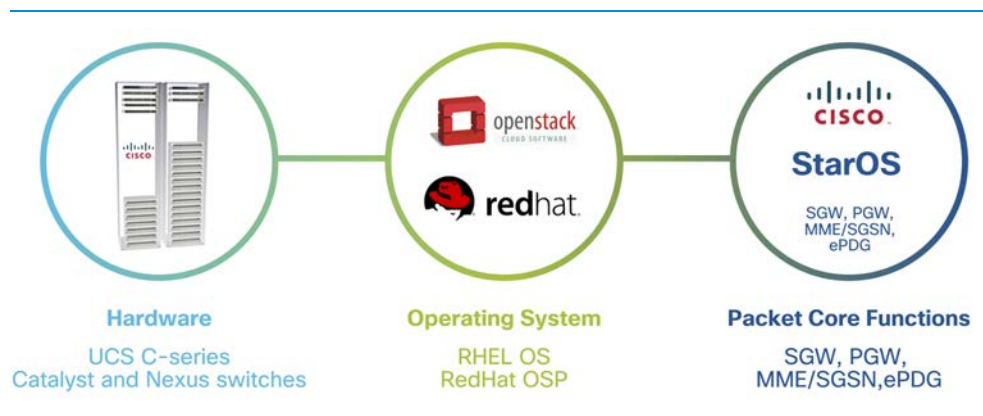 CISCO
Hardware
UCS C-series
Catalyst and Nexus switches
openstack
CLOUD SOFTWARE
redhat.
Operating System
RHEL OS
RedHat OSP
CISCO
StarOS
SGW, PGW,
MME/SGSN,
ePDG
Packet Core Functions
SGW, PGW,
MME/SGSN,ePDG